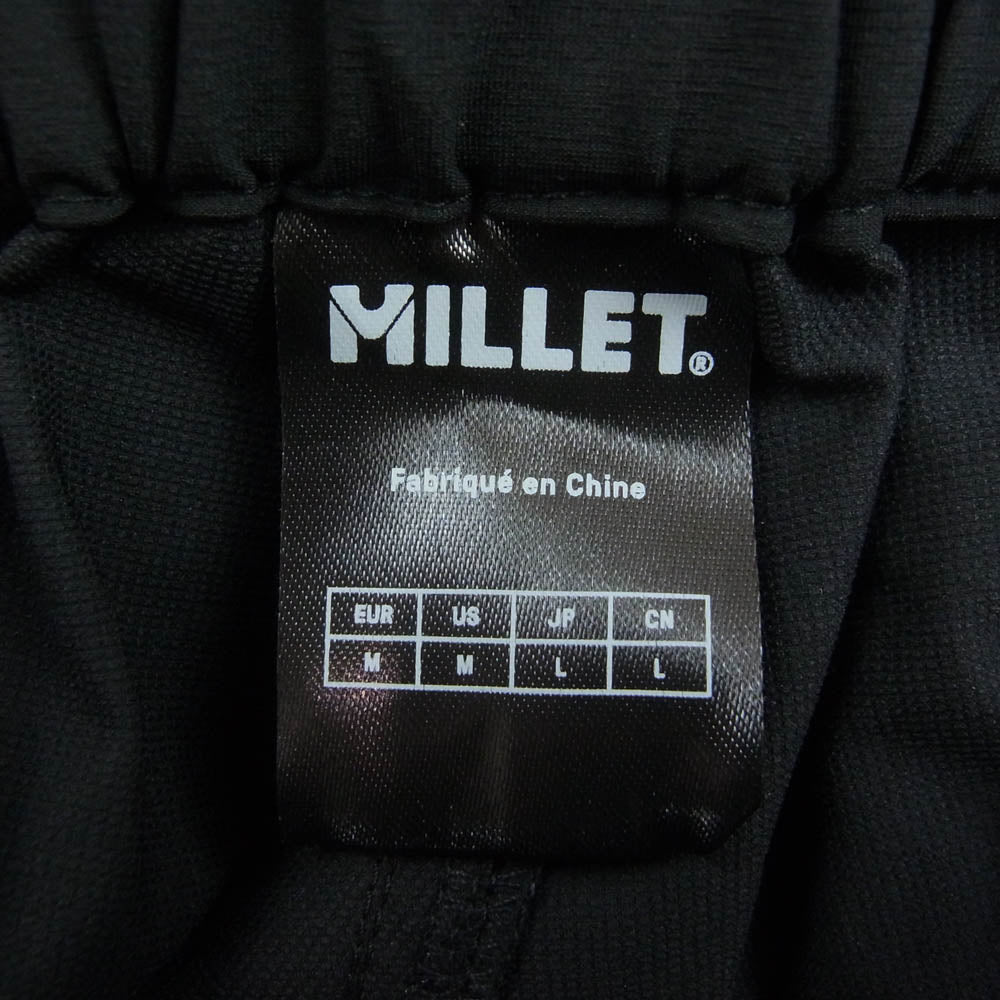 MILLET®
Fabriqué en Chine
EUR US JP CN
M M L L